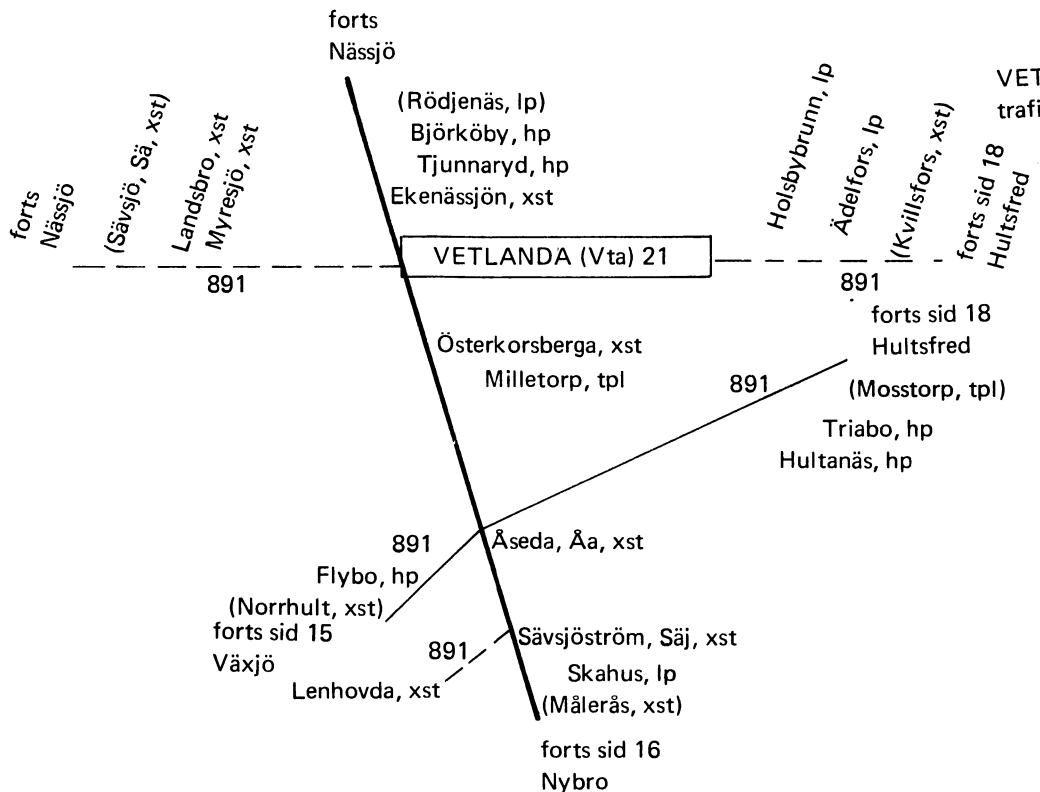 forts
Nässjö
(Rödjenäs, lp)
Björköby, hp
Tjunnaryd, hp
Ekenässjön, xst
forts
Nässjö
(Sävsjö, Sä, xst)
Landsbro, xst
Myresjö, xst
891
VETLANDA (Vta) 21
Holsbybrunn, lp
Ädelfors, lp
(Kvillsfors, xst)
forts sid 18
Hultsfred
891
VET
trafi
Österkorsberga, xst
Milletorp, tpl
forts sid 18
Hultsfred
891
(Mosstorp, tpl)
Triabo, hp
Hultanäs, hp
Åseda, Åa, xst
891
Flybo, hp
(Norrhult, xst)
forts sid 15
Växjö
891
Sävsjöström, Säj, xst
Lenhovda, xst
Skahus, lp
(Målerås, xst)
forts sid 16
Nybro